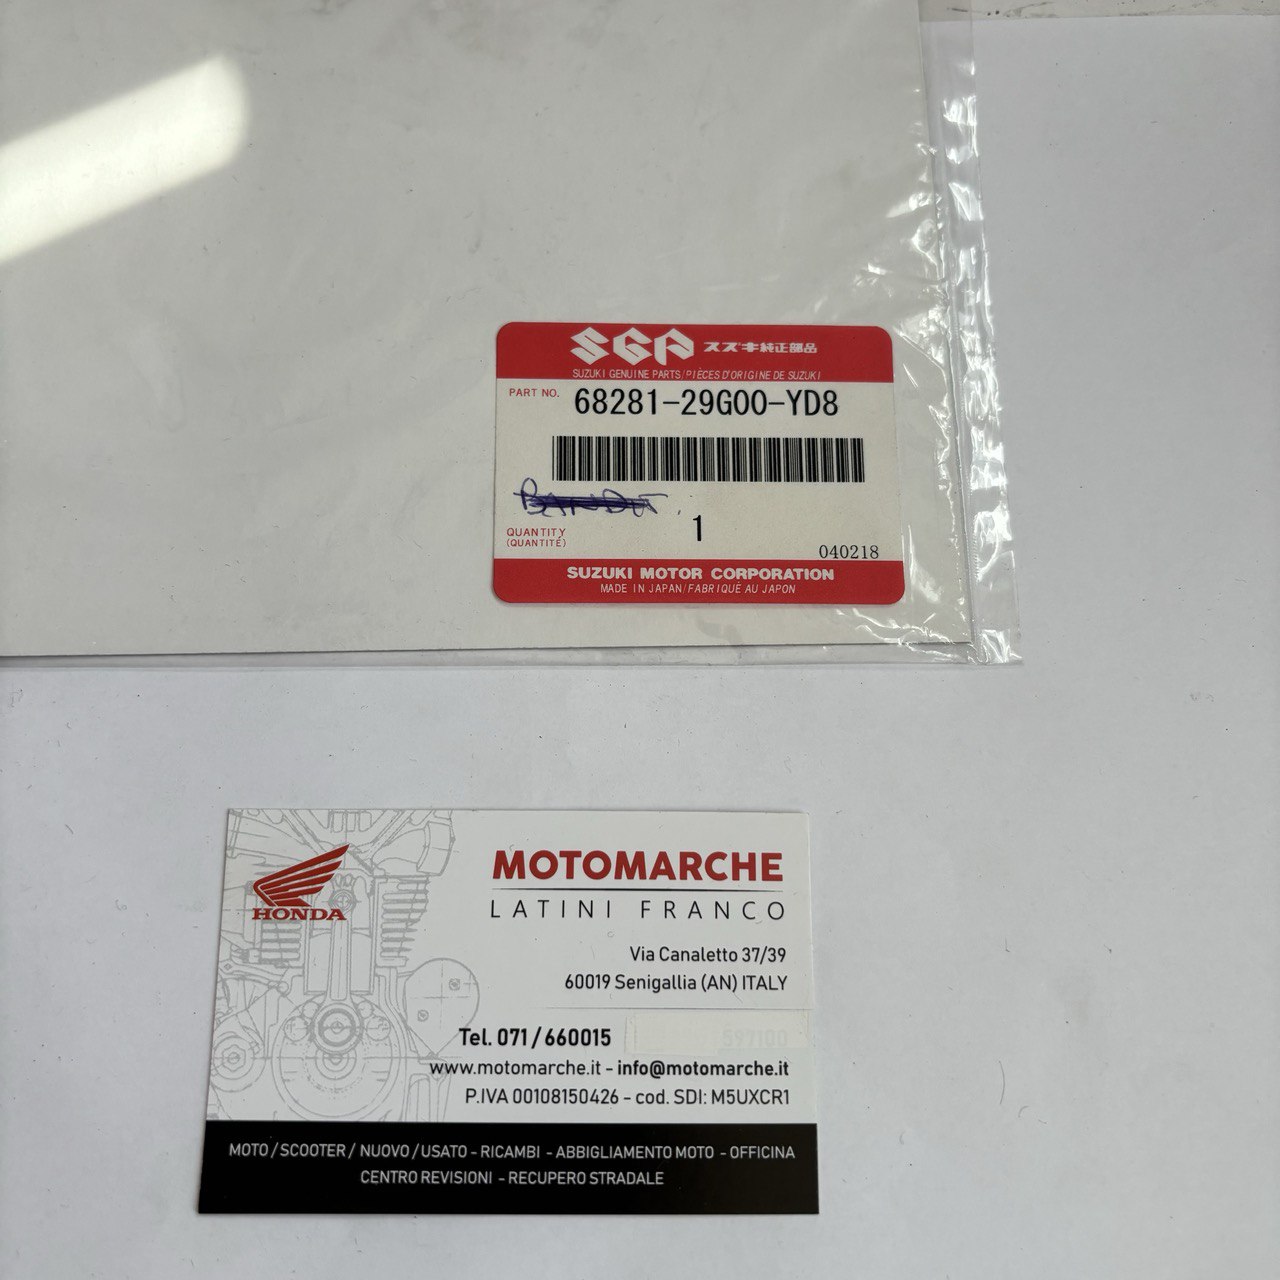 SGP スズキ純正部品
SUZUKI GENUINE PARTS/PIÈCES D'ORIGINE DE SUZUKI
PART NO. 68281-29G00-YD8
QUANTITY
(QUANTITÉ)
1
040218
SUZUKI MOTOR CORPORATION
MADE IN JAPAN/FABRIQUÉ AU JAPON
HONDA
MOTOMARCHE
LATINI FRANCO
Via Canaletto 37/39
60019 Senigallia (AN) ITALY
Tel. 071/660015 597100
www.motomarche.it - info@motomarche.it
P.IVA 00108150426 - cod. SDI: M5UXCR1
MOTO/SCOOTER/ NUOVO/USATO - RICAMBI - ABBIGLIAMENTO MOTO - OFFICINA
CENTRO REVISIONI - RECUPERO STRADALE